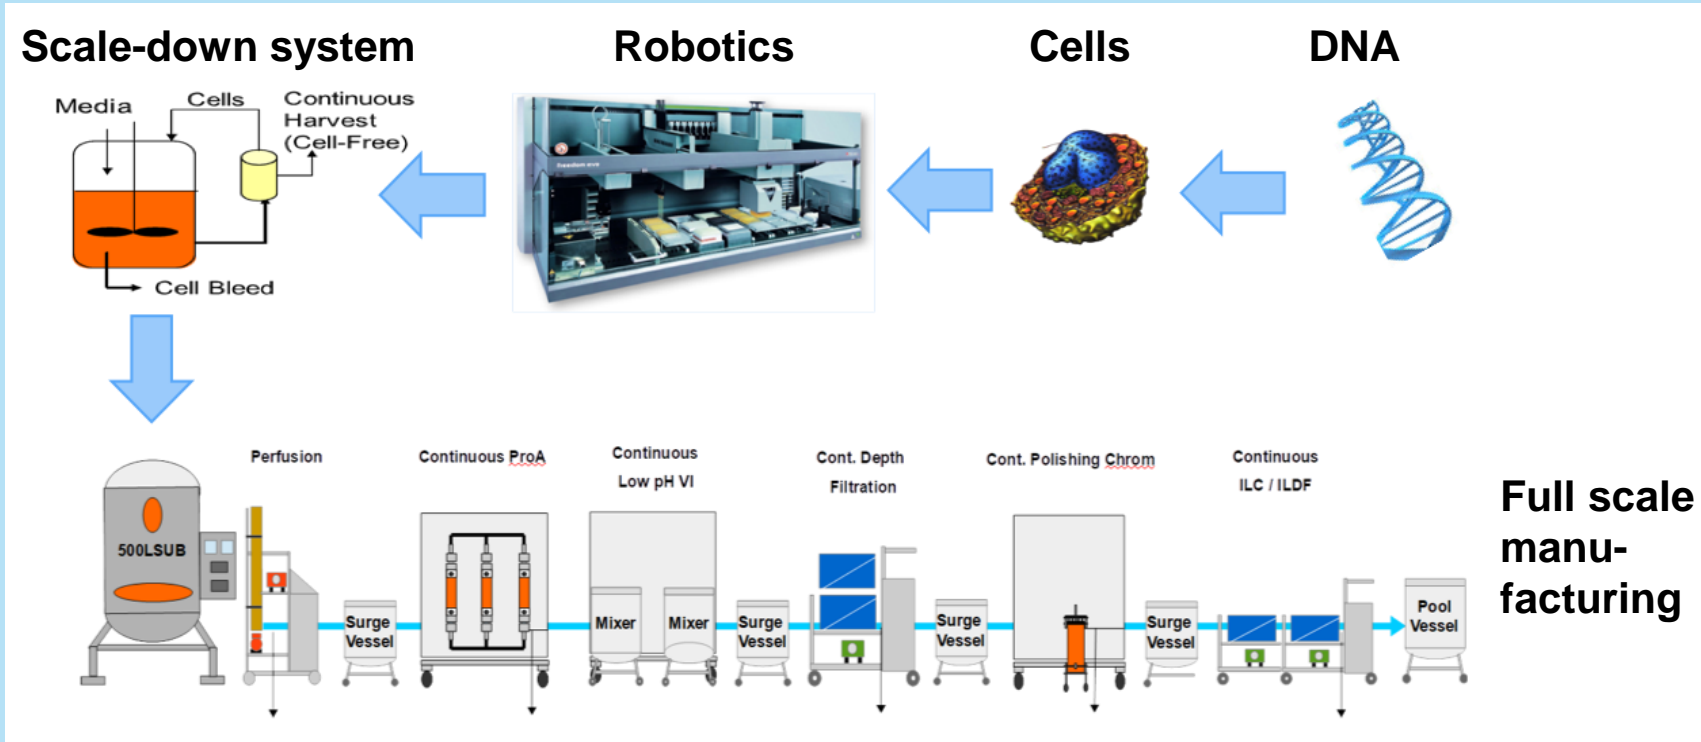 Scale-down system
Robotics
Cells
DNA
Media
Cells
Continuous
Harvest
(Cell-Free)
Cell Bleed
freedom evo
Perfusion
Continuous ProA
Continuous
Low pH VI
Cont. Depth
Filtration
Cont. Polishing Chrom
Continuous
ILC / ILDF
500LSUB
Surge
Vessel
Mixer
Mixer
Surge
Vessel
Surge
Vessel
Surge
Vessel
Pool
Vessel
Full scale
manu-
facturing